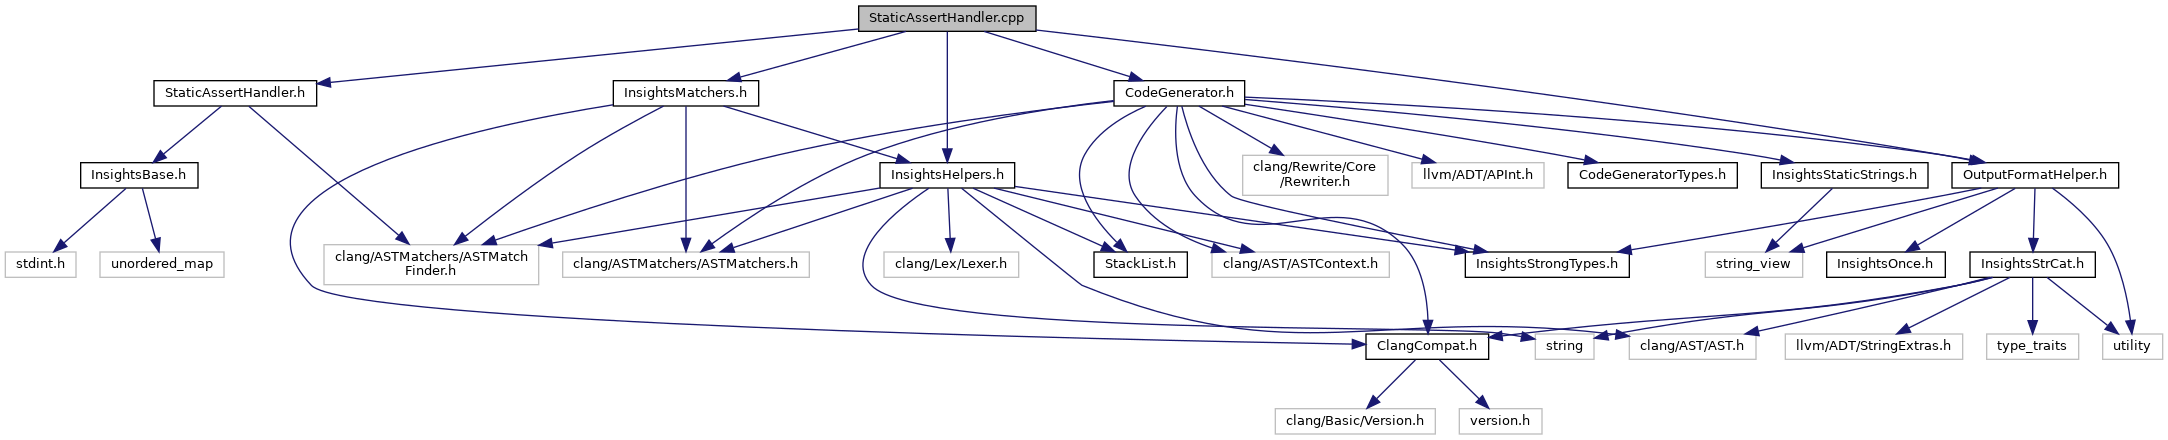 StaticAssertHandler.cpp
StaticAssertHandler.h
InsightsMatchers.h
CodeGenerator.h
InsightsBase.h
InsightsHelpers.h
clang/Rewrite/Core
/Rewriter.h
llvm/ADT/APInt.h
CodeGeneratorTypes.h
InsightsStaticStrings.h
OutputFormatHelper.h
stdint.h
unordered_map
clang/ASTMatchers/ASTMatch
Finder.h
clang/ASTMatchers/ASTMatchers.h
clang/Lex/Lexer.h
StackList.h
clang/AST/ASTContext.h
InsightsStrongTypes.h
string_view
InsightsOnce.h
InsightsStrCat.h
ClangCompat.h
string
clang/AST/AST.h
llvm/ADT/StringExtras.h
type_traits
utility
clang/Basic/Version.h
version.h